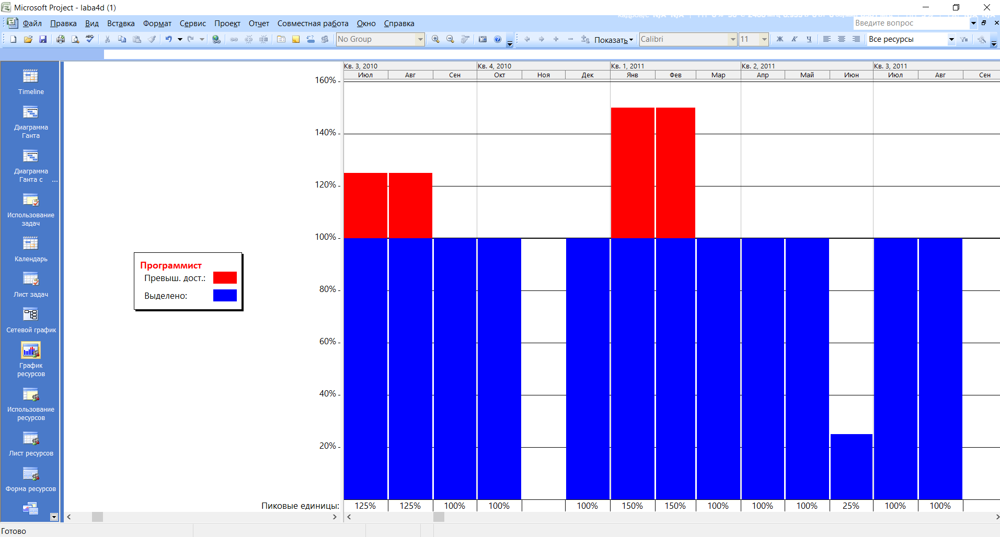 Microsoft Project - laba4d (1)
Файл Правка Вид Вставка Формат Сервис Проект Отчет Совместная работа Окно Справка
Введите вопрос
No Group
Показать
Calibri
11
Ж К Ч
Все ресурсы
Timeline
Диаграмма
Ганта
Диаграмма
Ганта с ...
Использование
задач
Календарь
Лист задач
Сетевой график
График
ресурсов
Использование
ресурсов
Лист ресурсов
Форма ресурсов
Программист
Превыш. дост.:
Выделено:
Кв. 3, 2010 Кв. 4, 2010 Кв. 1, 2011 Кв. 2, 2011 Кв. 3, 2011
Июл Авг Сен Окт Ноя Дек Янв Фев Мар Апр Май Июн Июл Авг Сен
160%
140%
120%
100%
80%
60%
40%
20%
Пиковые единицы: 125% 125% 100% 100% 100% 150% 150% 100% 100% 100% 25% 100% 100%
Готово